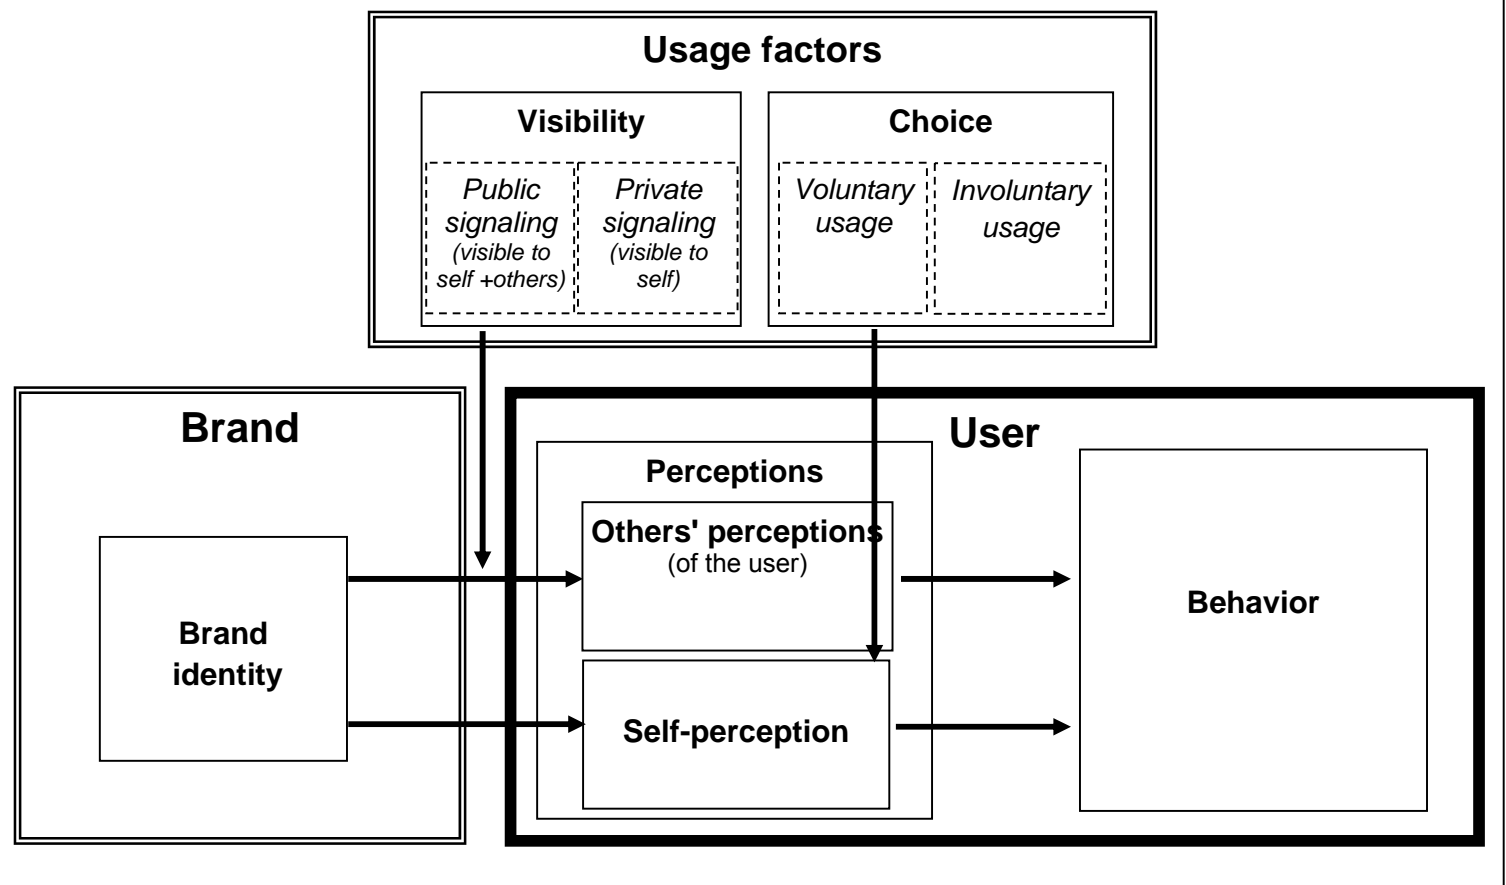 Usage factors
Visibility
Public
signaling
(visible to
self +others)
Private
signaling
(visible to
self)
Choice
Voluntary
usage
Involuntary
usage
Brand
Brand
identity
User
Perceptions
Others' perceptions
(of the user)
Self-perception
Behavior